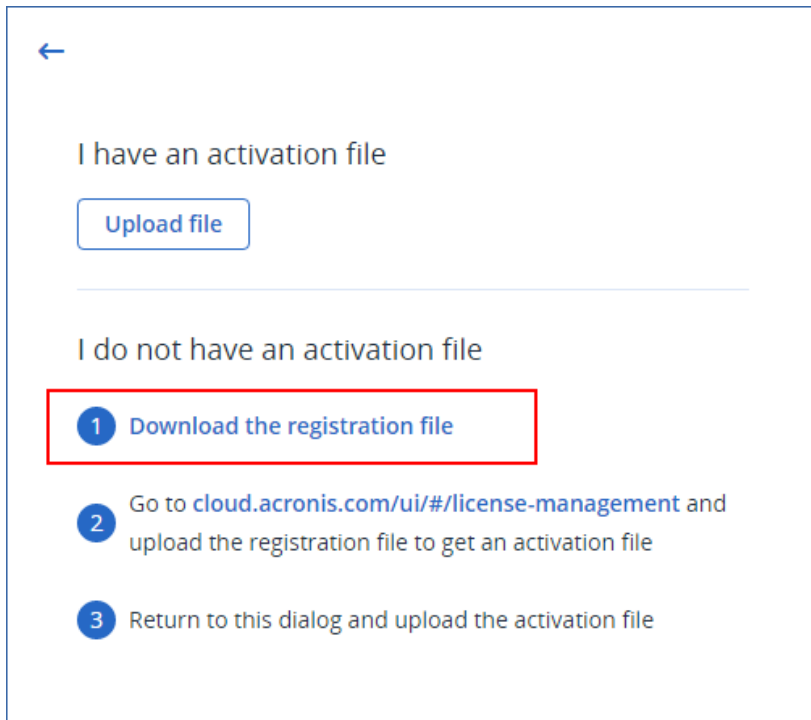 I have an activation file
Upload file
I do not have an activation file
1 Download the registration file
2 Go to cloud.acronis.com/ui/#/license-management and
upload the registration file to get an activation file
3 Return to this dialog and upload the activation file